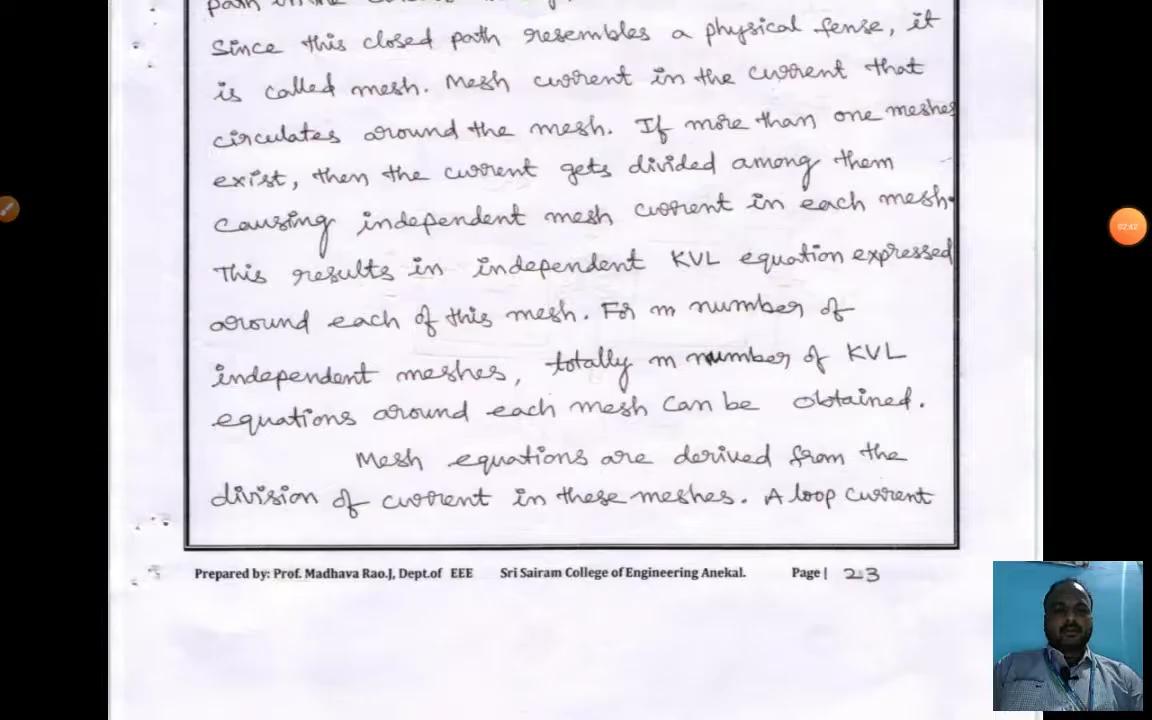 path in the
Since this closed path resembles a physical fense, it
is called mesh. Mesh current in the current that
circulates around the mesh. If more than one meshes
exist, then the current gets divided among them
causing independent mesh current in each mesh.
This results in independent KVL equation expressed
around each of this mesh. For m number of
independent meshes, totally m number of KVL
equations around each mesh can be obtained.
Mesh equations are derived from the
division of current in these meshes. A loop current
Prepared by: Prof. Madhava Rao.J, Dept.of EEE Sri Sairam College of Engineering Anekal. Page | 23
02:42